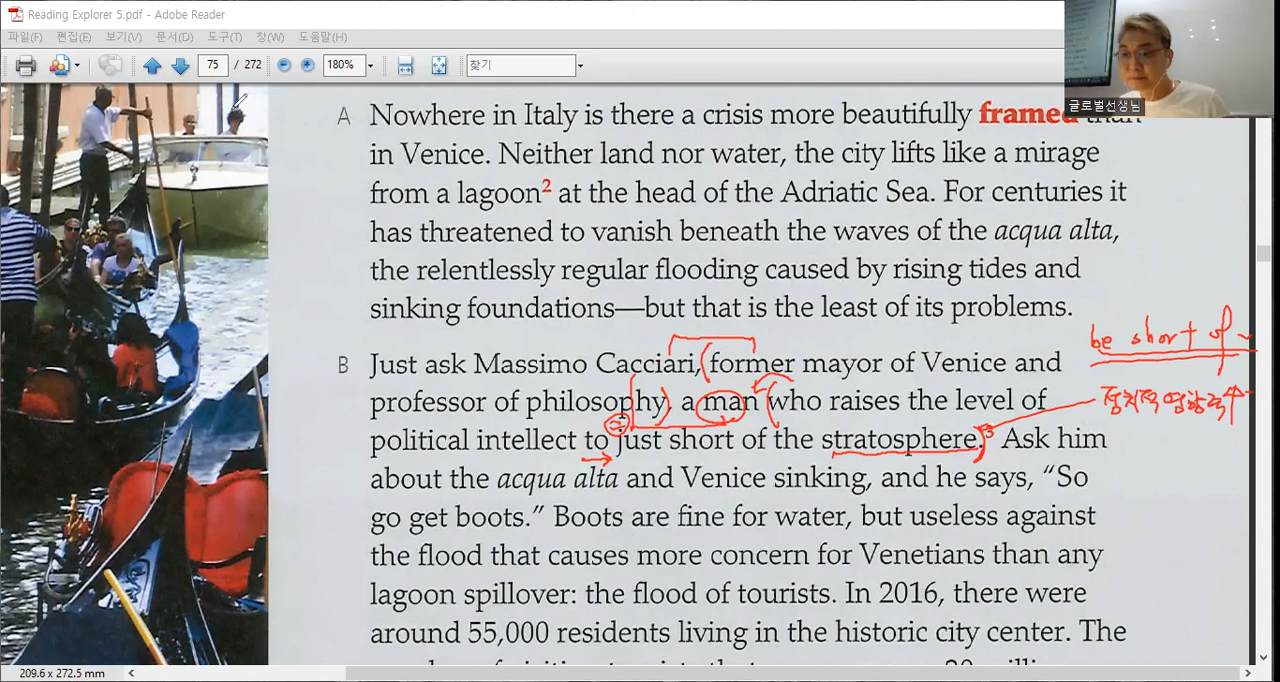 Reading Explorer 5.pdf - Adobe Reader
파일(F) 편집(E) 보기(V) 문서(D) 도구(T) 창(W) 도움말(H)
75 / 272 180% 찾기
글로벌선생님
A Nowhere in Italy is there a crisis more beautifully framed than
in Venice. Neither land nor water, the city lifts like a mirage
from a lagoon2 at the head of the Adriatic Sea. For centuries it
has threatened to vanish beneath the waves of the acqua alta,
the relentlessly regular flooding caused by rising tides and
sinking foundations—but that is the least of its problems.
be short of ~
B Just ask Massimo Cacciari, former mayor of Venice and
professor of philosophy, a man who raises the level of
정치적 영향력↑
political intellect to just short of the stratosphere.3 Ask him
about the acqua alta and Venice sinking, and he says, “So
go get boots.” Boots are fine for water, but useless against
the flood that causes more concern for Venetians than any
lagoon spillover: the flood of tourists. In 2016, there were
around 55,000 residents living in the historic city center. The
209.6 x 272.5 mm